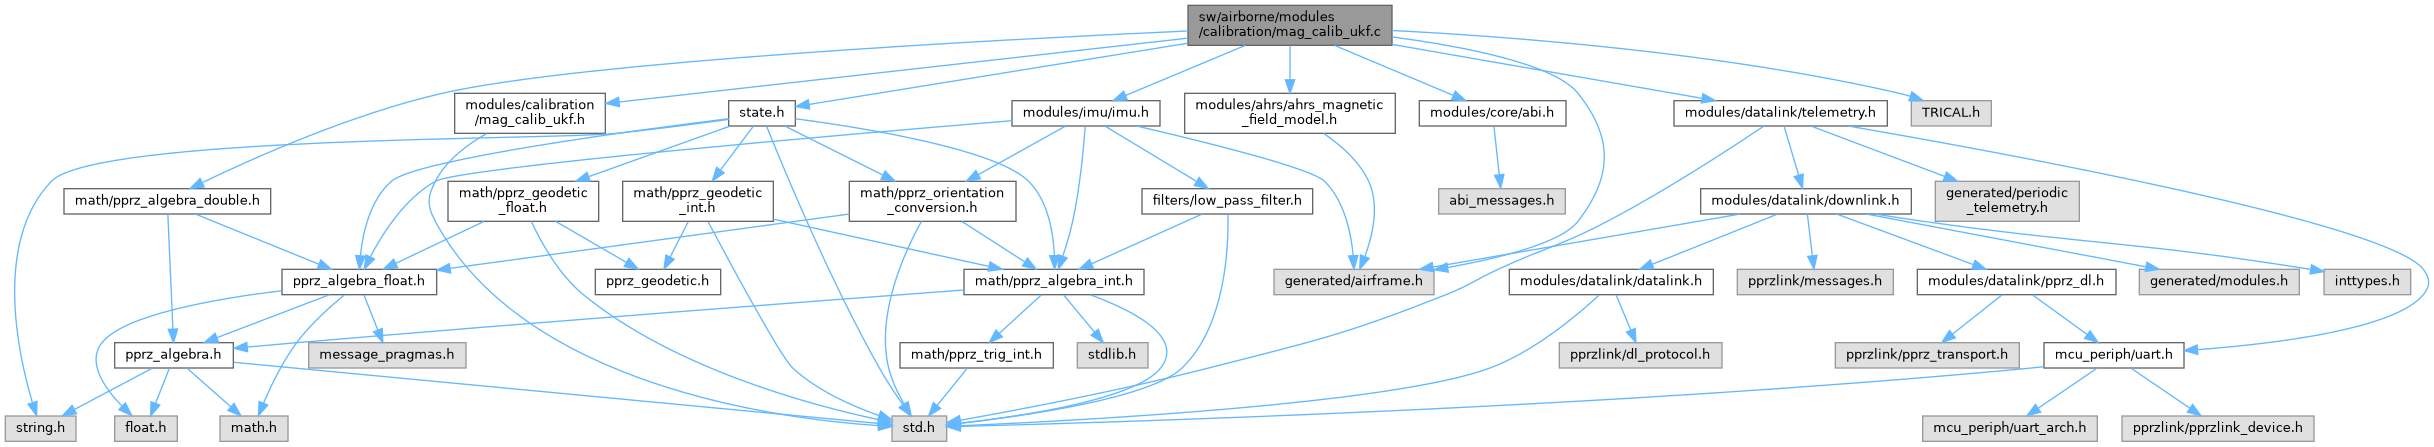 sw/airborne/modules
/calibration/mag_calib_ukf.c
modules/calibration
/mag_calib_ukf.h
state.h
modules/imu/imu.h
modules/ahrs/ahrs_magnetic
_field_model.h
modules/core/abi.h
modules/datalink/telemetry.h
TRICAL.h
math/pprz_algebra_double.h
math/pprz_geodetic
_float.h
math/pprz_geodetic
_int.h
math/pprz_orientation
_conversion.h
filters/low_pass_filter.h
abi_messages.h
modules/datalink/downlink.h
generated/periodic
_telemetry.h
pprz_algebra_float.h
pprz_geodetic.h
math/pprz_algebra_int.h
generated/airframe.h
modules/datalink/datalink.h
pprzlink/messages.h
modules/datalink/pprz_dl.h
generated/modules.h
inttypes.h
pprz_algebra.h
message_pragmas.h
math/pprz_trig_int.h
stdlib.h
pprzlink/dl_protocol.h
pprzlink/pprz_transport.h
mcu_periph/uart.h
string.h
float.h
math.h
std.h
mcu_periph/uart_arch.h
pprzlink/pprzlink_device.h